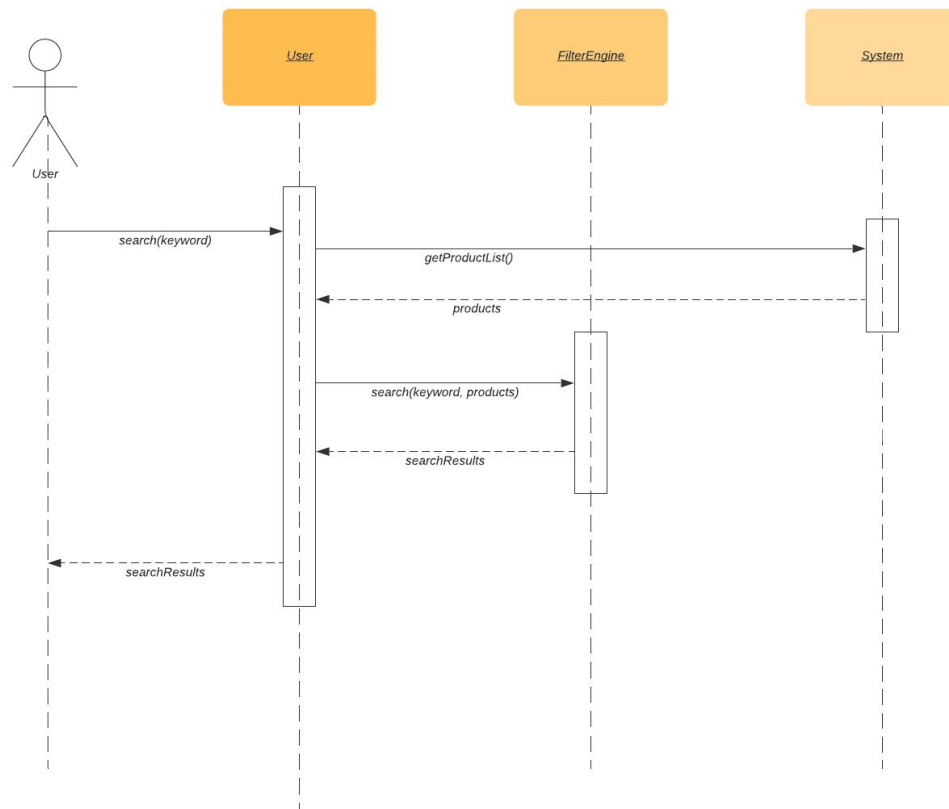 User
FilterEngine
System
User
search(keyword)
getProductList()
products
search(keyword, products)
searchResults
searchResults